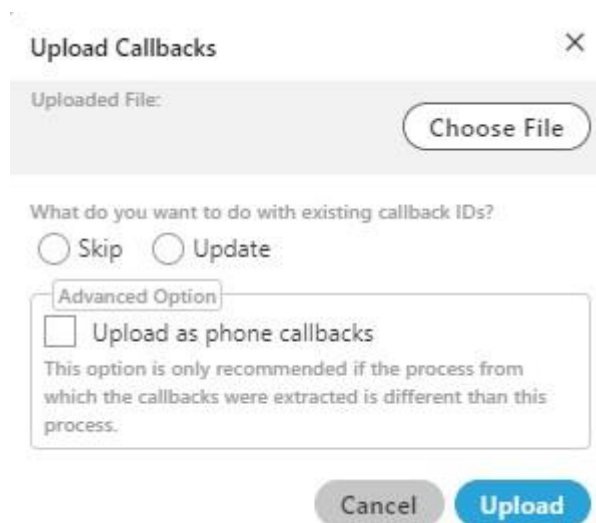 Upload Callbacks
Uploaded File:
Choose File
What do you want to do with existing callback IDs?
Skip Update
Advanced Option
Upload as phone callbacks
This option is only recommended if the process from
which the callbacks were extracted is different than this
process.
Cancel Upload